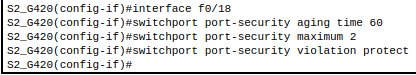 S2_G420(config-if)#interface f0/18
S2_G420(config-if)#switchport port-security aging time 60
S2_G420(config-if)#switchport port-security maximum 2
S2_G420(config-if)#switchport port-security violation protect
S2_G420(config-if)#